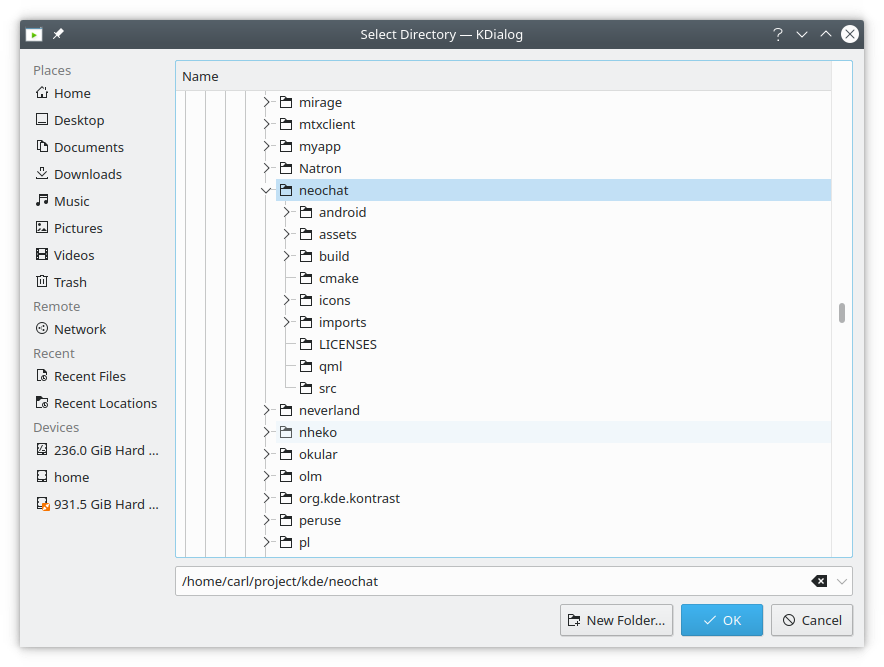 Select Directory — KDialog
Places
Home
Desktop
Documents
Downloads
Music
Pictures
Videos
Trash
Remote
Network
Recent
Recent Files
Recent Locations
Devices
236.0 GiB Hard ...
home
931.5 GiB Hard ...
Name
mirage
mtxclient
myapp
Natron
neochat
android
assets
build
cmake
icons
imports
LICENSES
qml
src
neverland
nheko
okular
olm
org.kde.kontrast
peruse
pl
/home/carl/project/kde/neochat
New Folder... OK Cancel